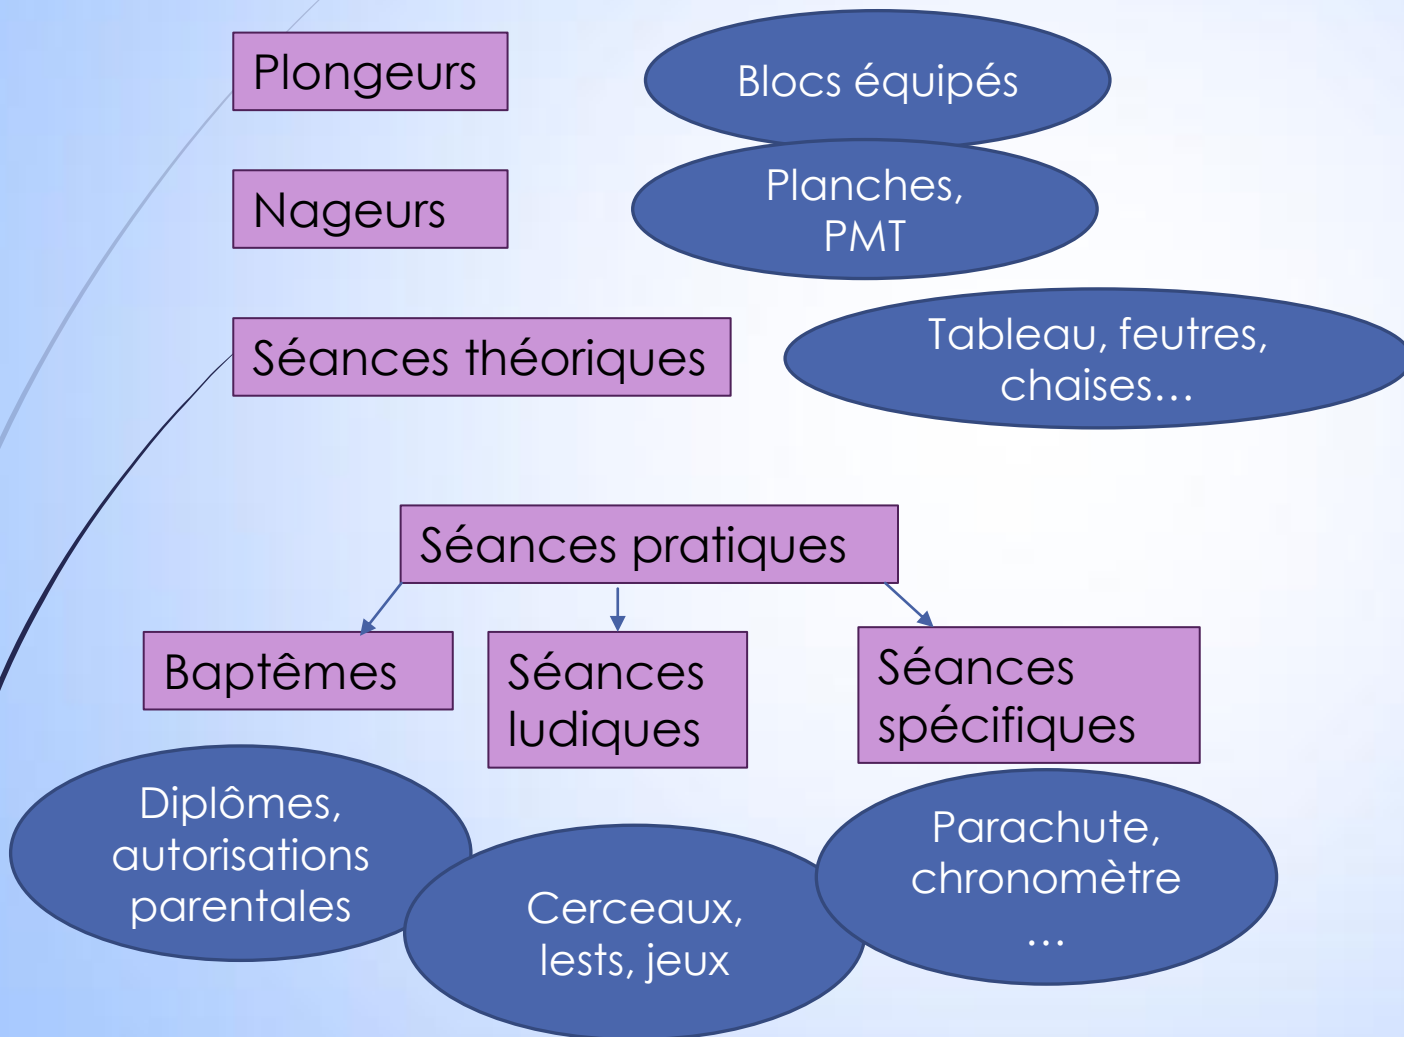 Plongeurs
Blocs équipés
Nageurs
Planches,
PMT
Séances théoriques
Tableau, feutres,
chaises…
Séances pratiques
Baptêmes
Séances
ludiques
Séances
spécifiques
Diplômes,
autorisations
parentales
Cerceaux,
lests, jeux
Parachute,
chronomètre
…